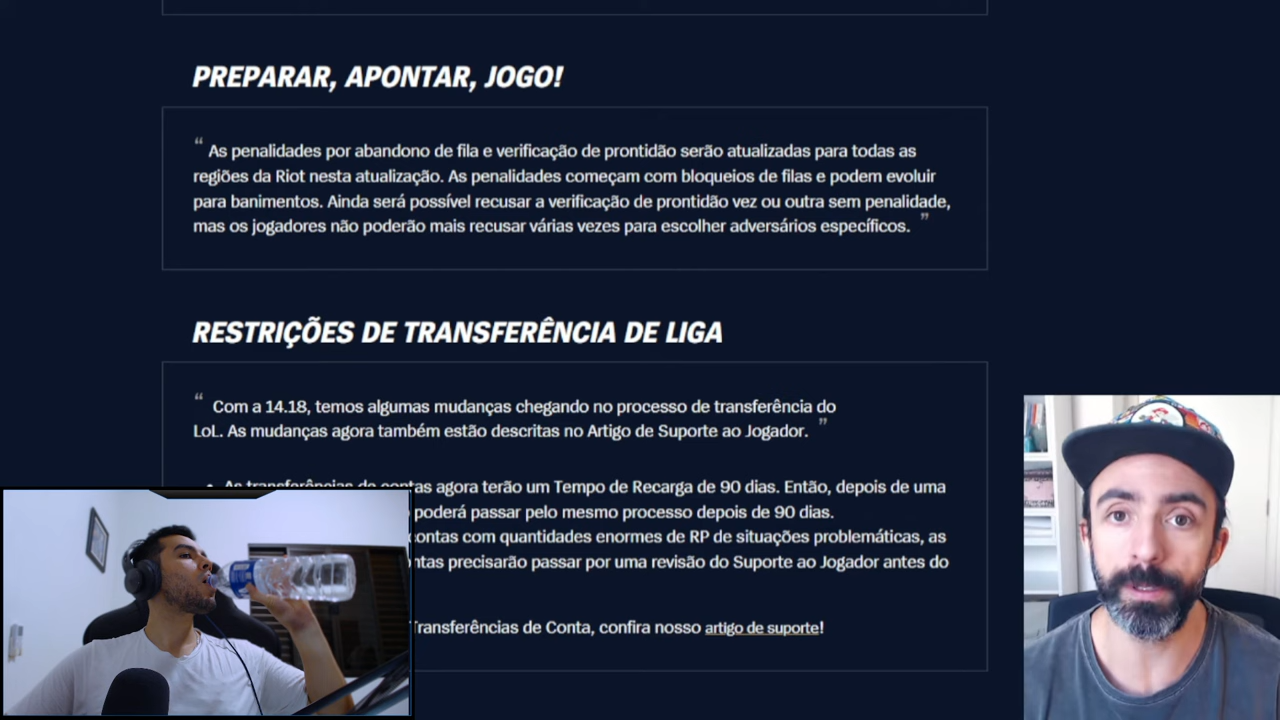 PREPARAR, APONTAR, JOGO!
“ As penalidades por abandono de fila e verificação de prontidão serão atualizadas para todas as
regiões da Riot nesta atualização. As penalidades começam com bloqueios de filas e podem evoluir
para banimentos. Ainda será possível recusar a verificação de prontidão vez ou outra sem penalidade,
mas os jogadores não poderão mais recusar várias vezes para escolher adversários específicos. ”
RESTRIÇÕES DE TRANSFERÊNCIA DE LIGA
“ Com a 14.18, temos algumas mudanças chegando no processo de transferência do
LoL. As mudanças agora também estão descritas no Artigo de Suporte ao Jogador. ”
• As transferências de contas agora terão um Tempo de Recarga de 90 dias. Então, depois de uma
poderá passar pelo mesmo processo depois de 90 dias.
contas com quantidades enormes de RP de situações problemáticas, as
precisarão passar por uma revisão do Suporte ao Jogador antes do
Transferências de Conta, confira nosso artigo de suporte!